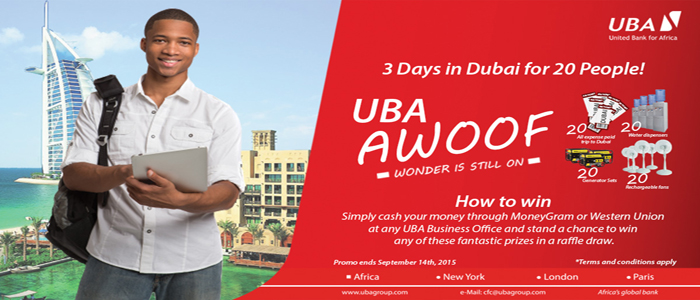 UBA
United Bank for Africa
3 Days in Dubai for 20 People!
UBA
AWOOF
WONDER IS STILL ON
20
All expense paid
trip to Dubai
20
Water dispensers
20
Generator Sets
20
Rechargeable fans
How to win
Simply cash your money through MoneyGram or Western Union
at any UBA Business Office and stand a chance to win
any of these fantastic prizes in a raffle draw.
Promo ends September 14th, 2015
*Terms and conditions apply
Africa
New York
London
Paris
www.ubagroup.com
e-Mail: cfc@ubagroup.com
Africa's global bank